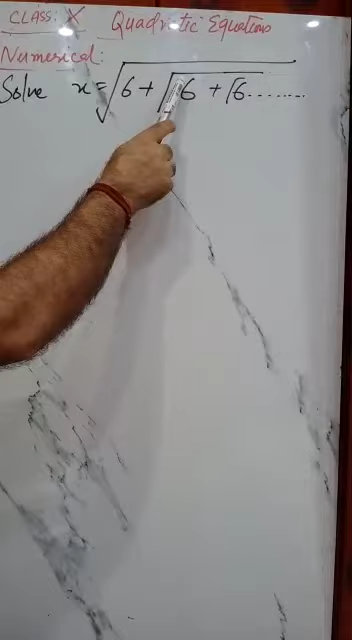 CLASS: X Quadratic Equations
Numerical:
Solve x = √6 + √6 + √6........